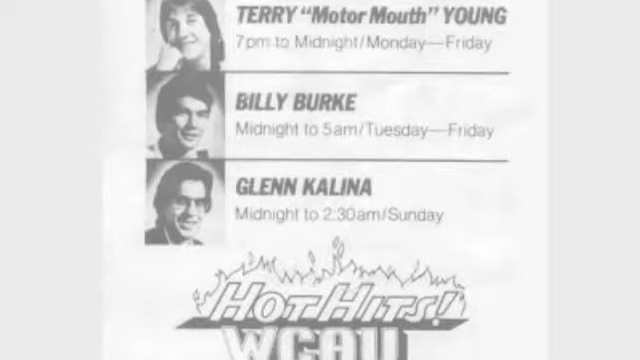 TERRY "Motor Mouth" YOUNG
7pm to Midnight/Monday—Friday
BILLY BURKE
Midnight to 5am/Tuesday—Friday
GLENN KALINA
Midnight to 2:30am/Sunday
HOT HITS!
WCAU